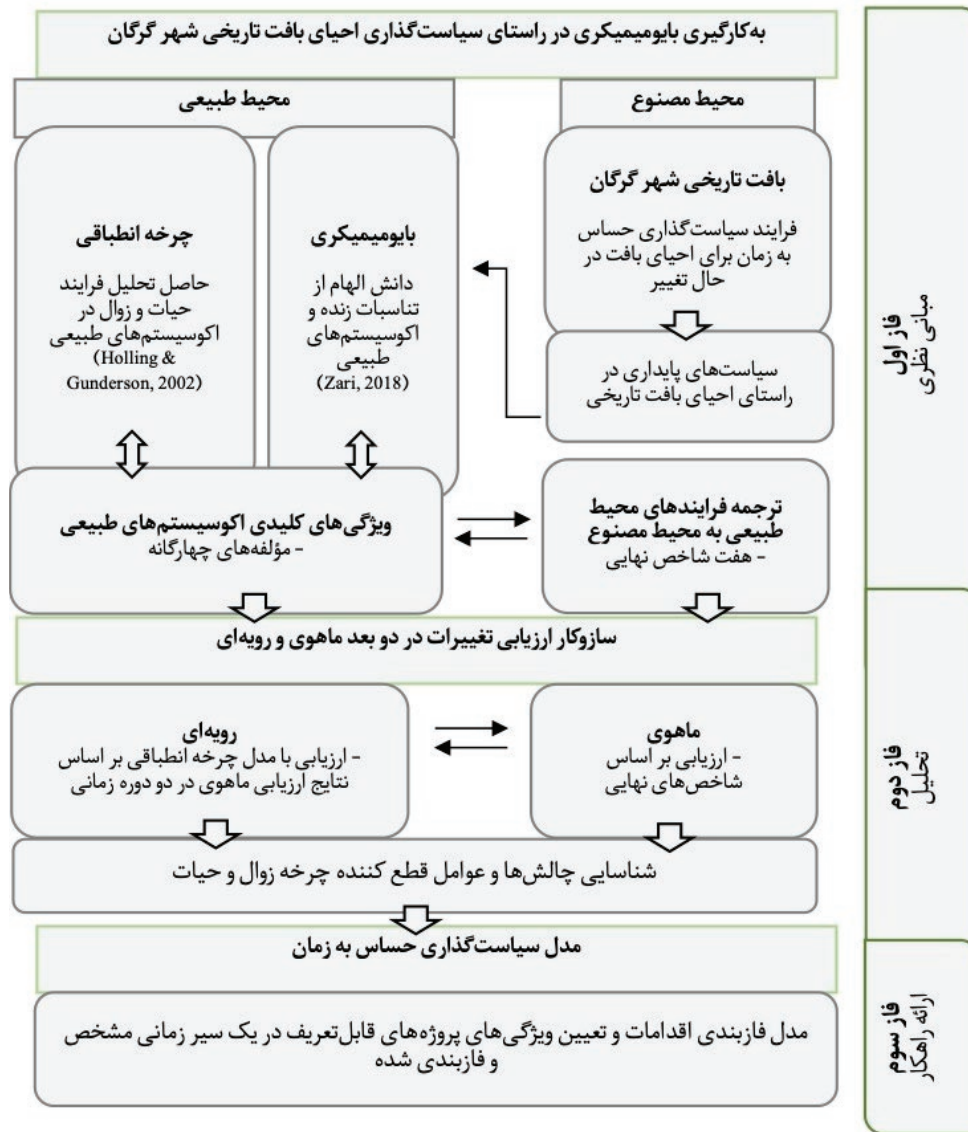 به‌کارگیری بایومیمیکری در راستای سیاست‌گذاری احیای بافت تاریخی شهر گرگان
محیط مصنوع
محیط طبیعی
بافت تاریخی شهر گرگان
فرایند سیاست‌گذاری حساس
به زمان برای احیای بافت در
حال تغییر
سیاست‌های پایداری در
راستای احیای بافت تاریخی
بایومیمیکری
دانش الهام از
تناسبات زنده و
اکوسیستم‌های
طبیعی
(Zari, 2018)
چرخه انطباقی
حاصل تحلیل فرایند
حیات و زوال در
اکوسیستم‌های طبیعی
(Holling &
Gunderson, 2002)
ترجمه فرایندهای محیط
طبیعی به محیط مصنوع
- هفت شاخص نهایی
ویژگی‌های کلیدی اکوسیستم‌های طبیعی
- مؤلفه‌های چهارگانه
فاز اول
مبانی نظری
سازوکار ارزیابی تغییرات در دو بعد ماهوی و رویه‌ای
ماهوی
- ارزیابی بر اساس
شاخص‌های نهایی
رویه‌ای
- ارزیابی با مدل چرخه انطباقی بر اساس
نتایج ارزیابی ماهوی در دو دوره زمانی
شناسایی چالش‌ها و عوامل قطع کننده چرخه زوال و حیات
فاز دوم
تحلیل
مدل سیاست‌گذاری حساس به زمان
مدل فازبندی اقدامات و تعیین ویژگی‌های پروژه‌های قابل‌تعریف در یک سیر زمانی مشخص
و فازبندی شده
فاز سوم
ارائه راهکار